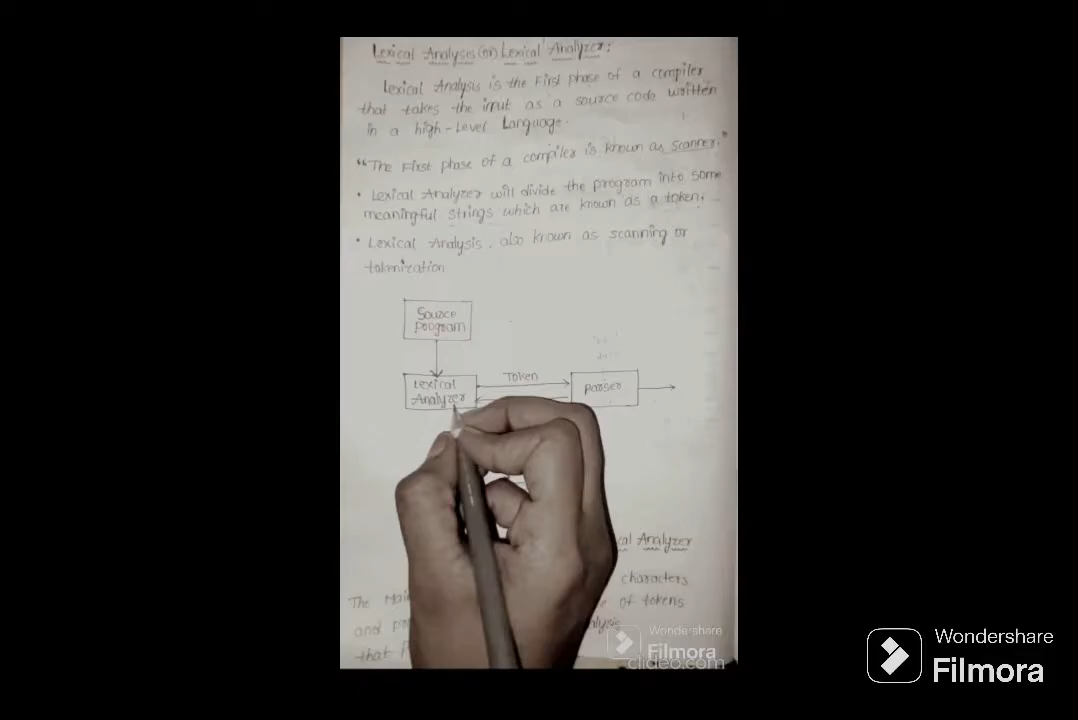 Lexical Analyses (or) Lexical Analyzer:
Lexical Analysis is the First phase of a compiler
that takes the input as a source code written
in a high-Level Language.
"The First phase of a compiler is known as scanner."
• Lexical Analyzer will divide the program into some
meaningful strings which are known as a token.
• Lexical Analysis, also known as scanning or
tokenization
Source
Program
Lexical
Analyzer
Token
Parser
Analyzer
The
characters
of tokens
and
that
Wondershare
Filmora
clideo.com
Wondershare
Filmora